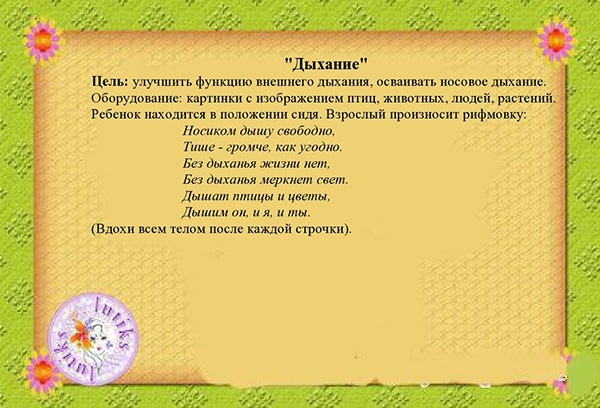 "Дыхание"
Цель: улучшить функцию внешнего дыхания, осваивать носовое дыхание.
Оборудование: картинки с изображением птиц, животных, людей, растений.
Ребенок находится в положении сидя. Взрослый произносит рифмовку:
Носиком дышу свободно,
Тише - громче, как угодно.
Без дыханья жизни нет,
Без дыханья меркнет свет.
Дышат птицы и цветы,
Дышим он, и я, и ты.
(Вдохи всем телом после каждой строчки).
lutiks
lutiks